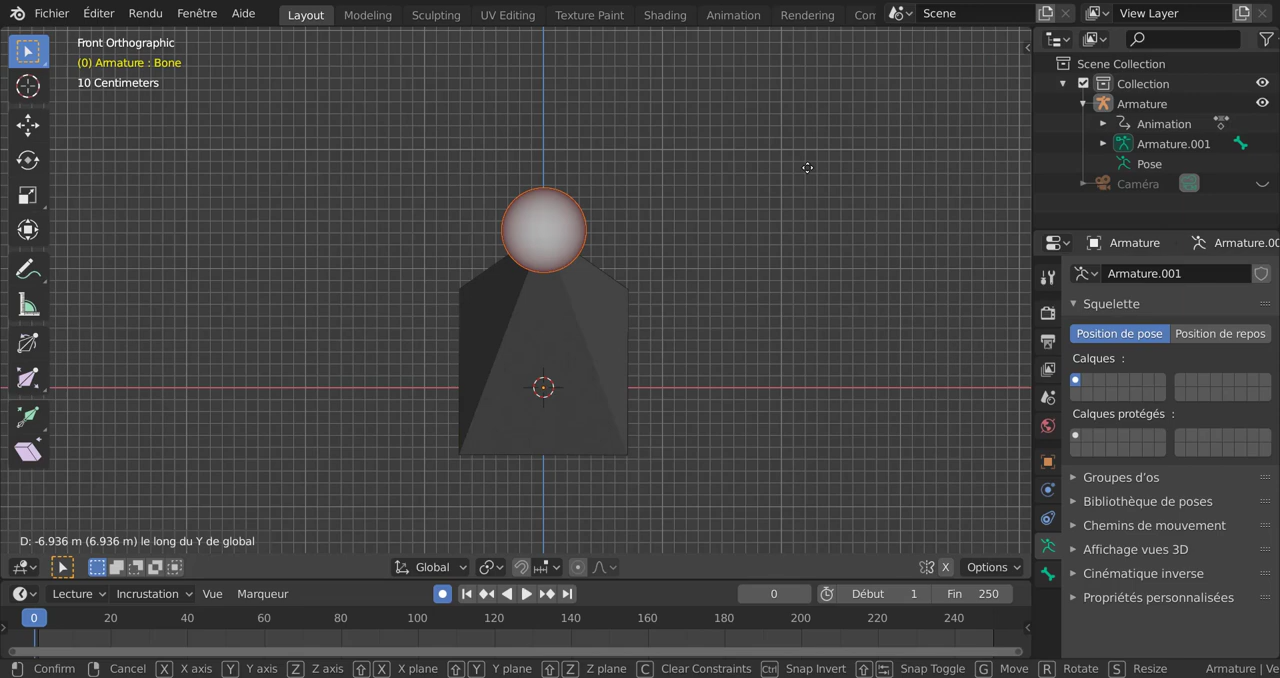 Fichier Éditer Rendu Fenêtre Aide Layout Modeling Sculpting UV Editing Texture Paint Shading Animation Rendering Scene View Layer
Front Orthographic
(0) Armature : Bone
10 Centimeters
Scene Collection
Collection
Armature
Animation
Armature.001
Pose
Caméra
Armature
Armature.001
Squelette
Position de pose Position de repos
Calques :
Calques protégés :
Groupes d'os
Bibliothèque de poses
Chemins de mouvement
Affichage vues 3D
Cinématique inverse
Propriétés personnalisées
D: -6.936 m (6.936 m) le long du Y de global
Global X Options
Lecture Incrustation Vue Marqueur 0 Début 1 Fin 250
0 20 40 60 80 100 120 140 160 180 200 220 240
Confirm Cancel X X axis Y Y axis Z Z axis X X plane Y Y plane Z Z plane C Clear Constraints Ctrl Snap Invert Snap Toggle G Move R Rotate S Resize Armature | Ve